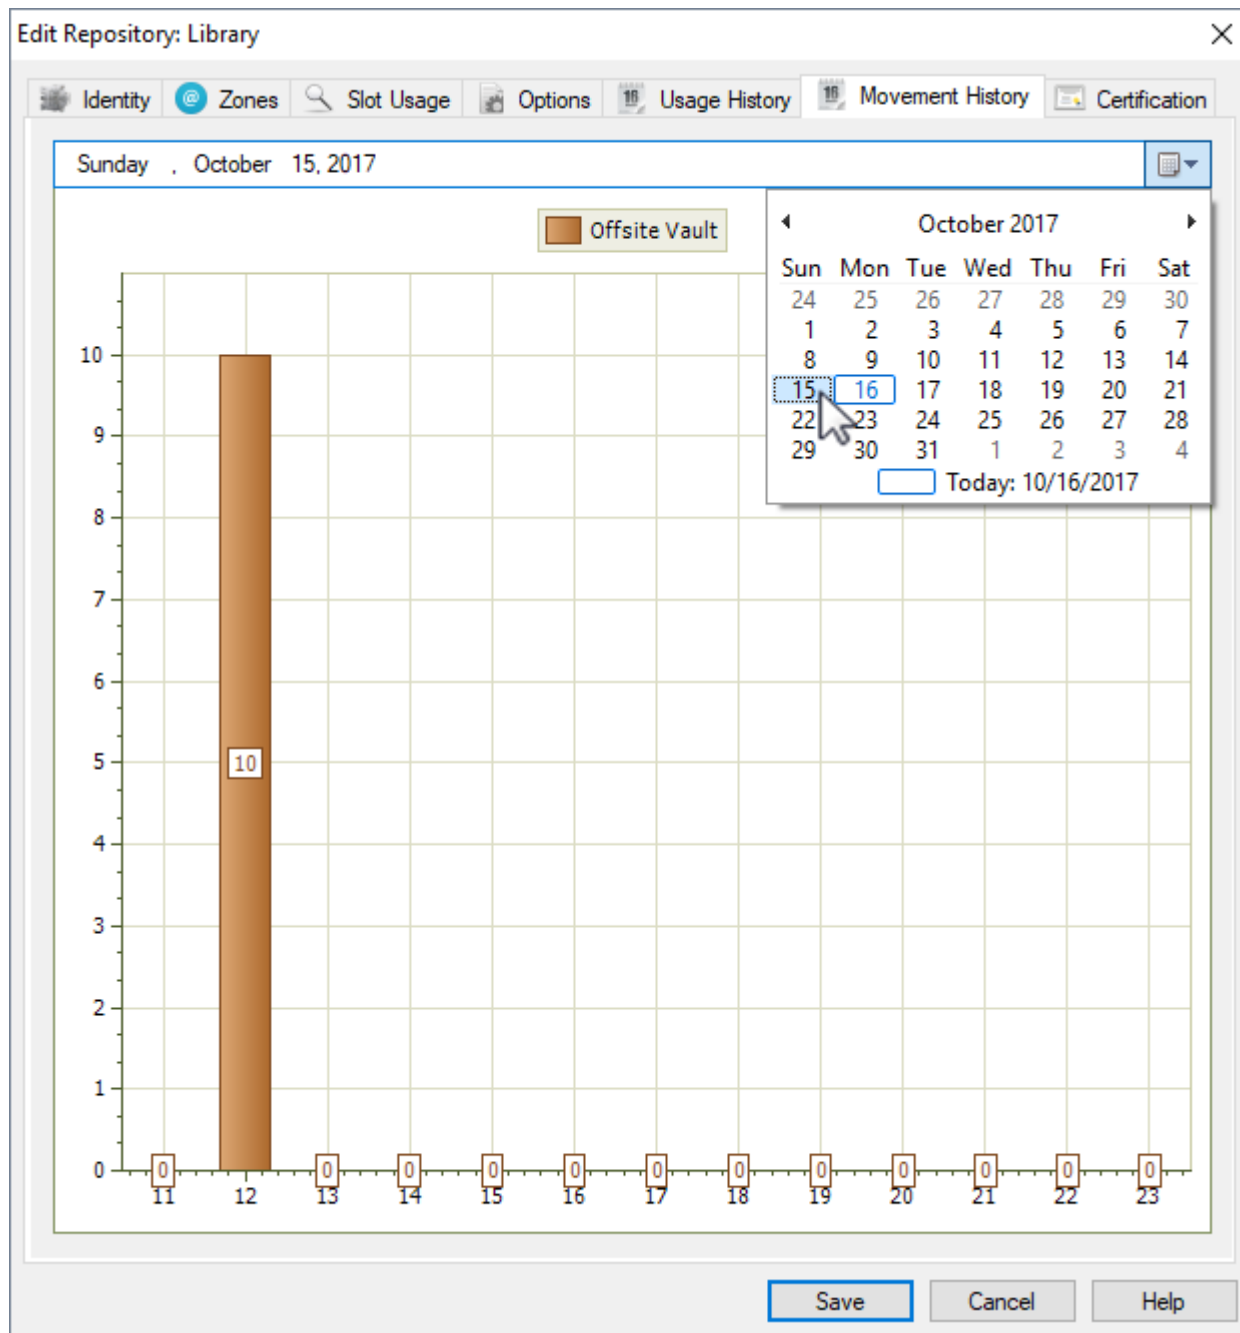 Edit Repository: Library
Identity Zones Slot Usage Options 16 Usage History 16 Movement History Certification
Sunday , October 15, 2017
Offsite Vault
October 2017
Sun Mon Tue Wed Thu Fri Sat
24 25 26 27 28 29 30
1 2 3 4 5 6 7
8 9 10 11 12 13 14
15 16 17 18 19 20 21
22 23 24 25 26 27 28
29 30 31 1 2 3 4
Today: 10/16/2017
10
9
8
7
6
5
10
4
3
2
1
0
0 0 0 0 0 0 0 0 0 0 0 0
11 12 13 14 15 16 17 18 19 20 21 22 23
Save Cancel Help